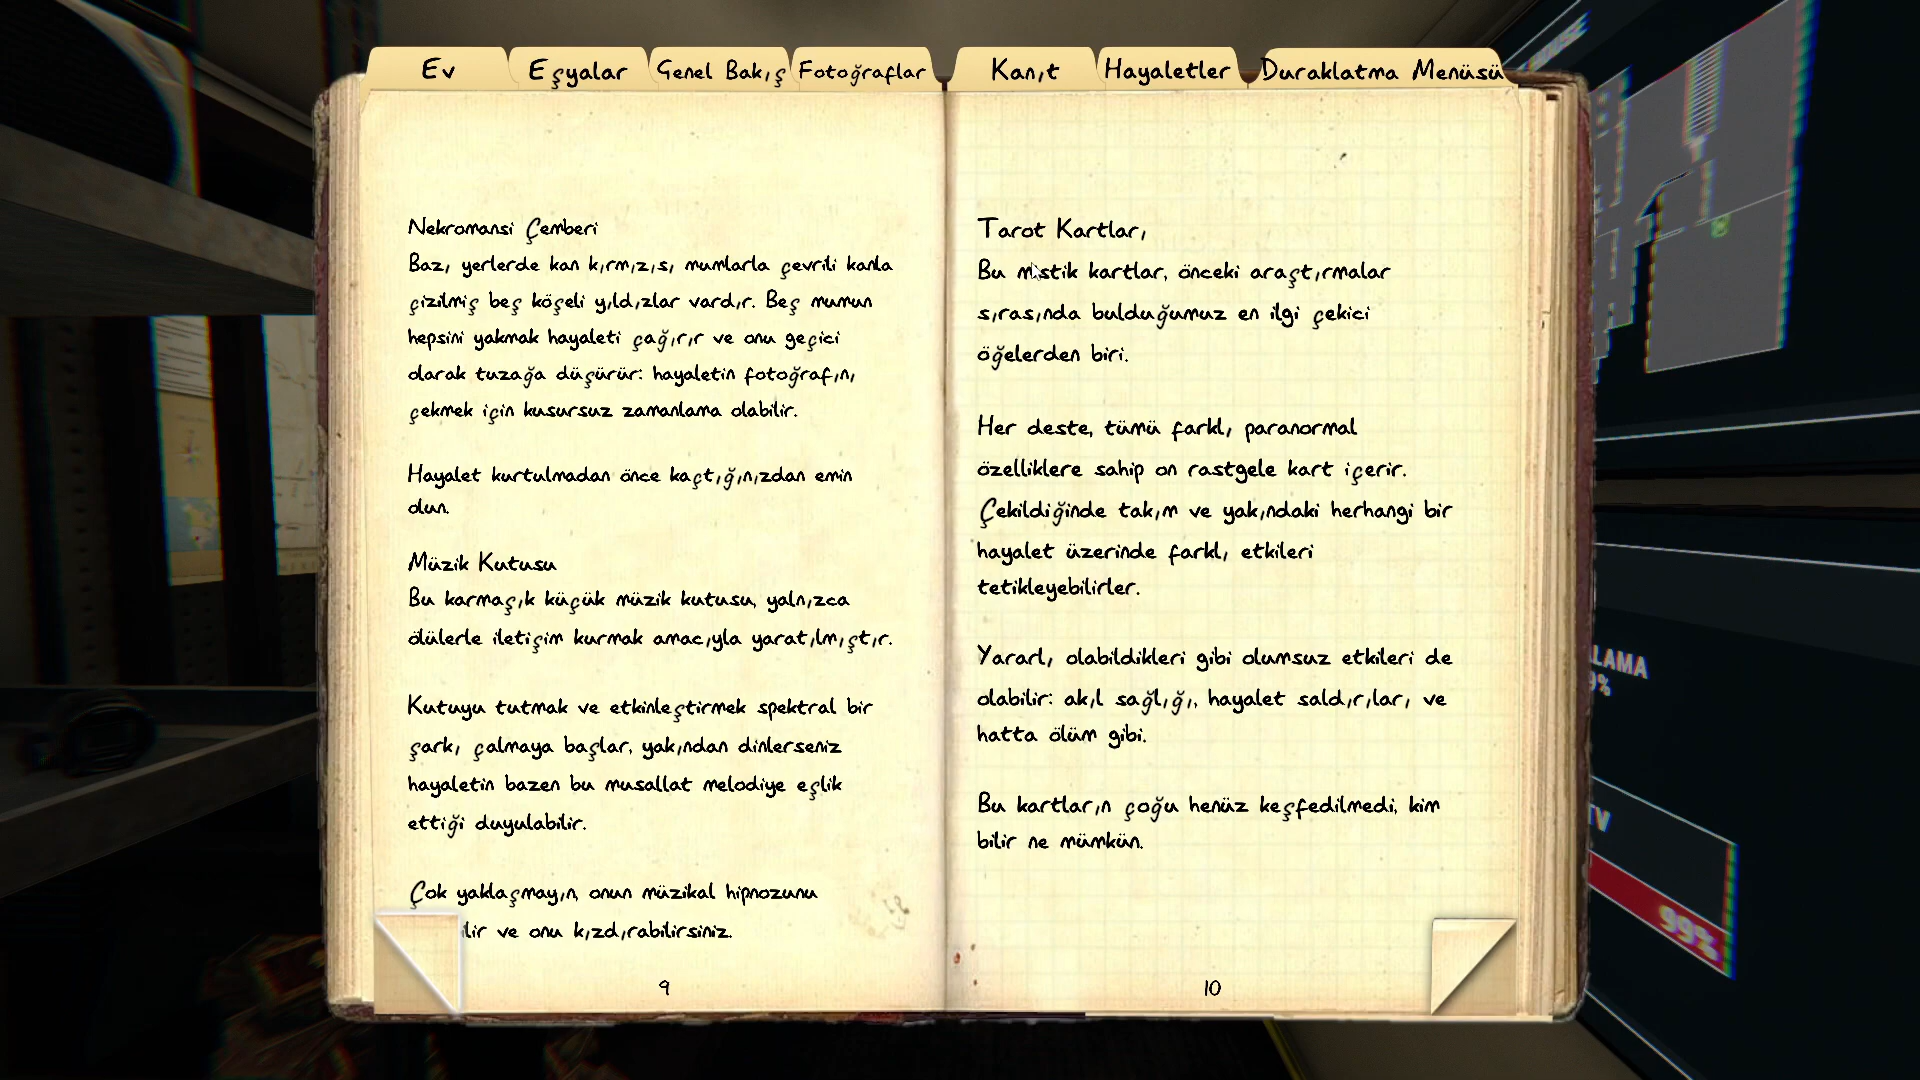 Ev
Eşyalar
Genel Bakış
Fotoğraflar
Kanıt
Hayaletler
Duraklatma Menüsü
Nekromansi Çemberi
Bazı yerlerde kan kırmızısı mumlarla çevrili kanla
çizilmiş beş köşeli yıldızlar vardır. Beş mumun
hepsini yakmak hayaleti çağırır ve onu geçici
olarak tuzağa düşürür: hayaletin fotoğrafını
çekmek için kusursuz zamanlama olabilir.
Hayalet kurtulmadan önce kaçtığınızdan emin
olun.
Müzik Kutusu
Bu karmaşık küçük müzik kutusu, yalnızca
ölülerle iletişim kurmak amacıyla yaratılmıştır.
Kutuyu tutmak ve etkinleştirmek spektral bir
şarkı çalmaya başlar, yakından dinlerseniz
hayaletin bazen bu musallat melodiye eşlik
ettiği duyulabilir.
Çok yaklaşmayın, onun müzikal hipnozunu
ilir ve onu kızdırabilirsiniz.
9
Tarot Kartları
Bu mistik kartlar, önceki araştırmalar
sırasında bulduğumuz en ilgi çekici
öğelerden biri.
Her deste, tümü farklı paranormal
özelliklere sahip on rastgele kart içerir.
Çekildiğinde takım ve yakındaki herhangi bir
hayalet üzerinde farklı etkileri
tetikleyebilirler.
Yararlı olabildikleri gibi olumsuz etkileri de
olabilir: akıl sağlığı, hayalet saldırıları ve
hatta ölüm gibi.
Bu kartların çoğu henüz keşfedilmedi, kim
bilir ne mümkün.
10
LAMA
9%
TV
99%